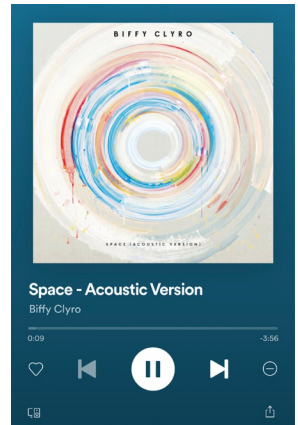 BIFFY CLYRO
SPACE (ACOUSTIC VERSION)
Space - Acoustic Version
Biffy Clyro
0:09 -3:56